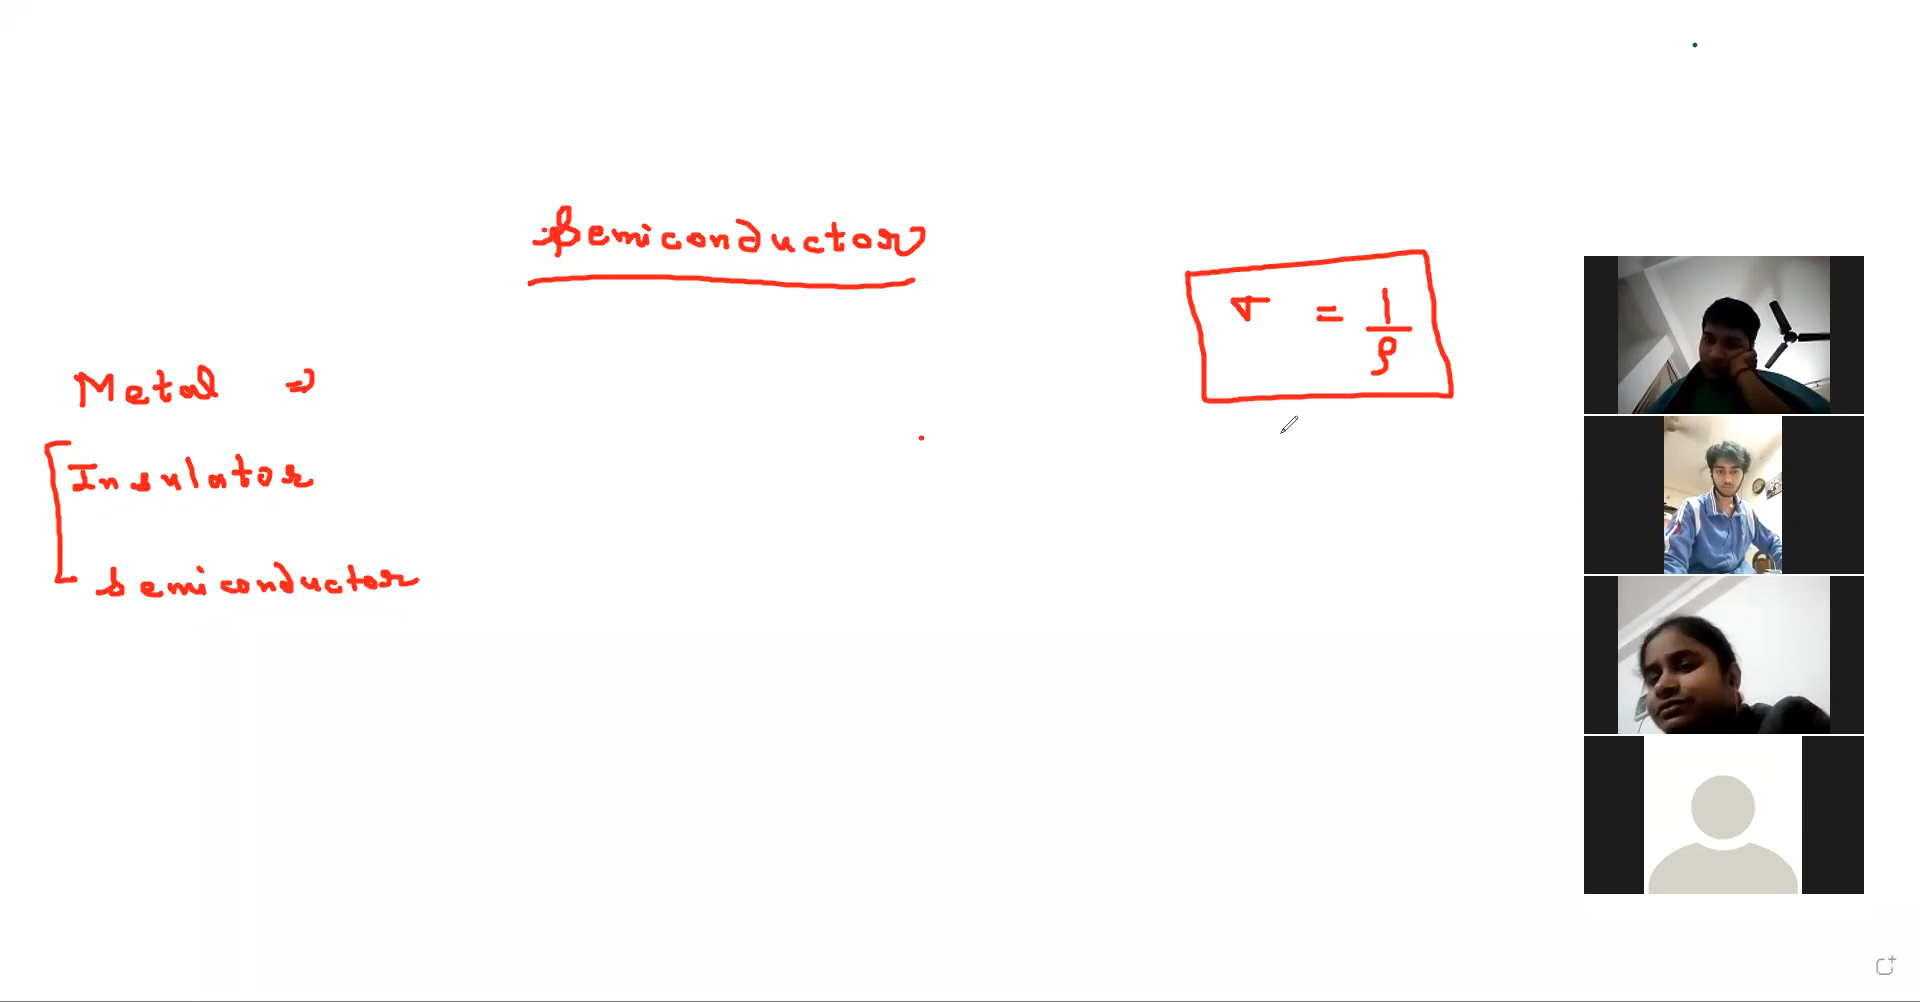 Semiconductor
σ = 1/ρ
Metal ⇒
Insulator
Semiconductor